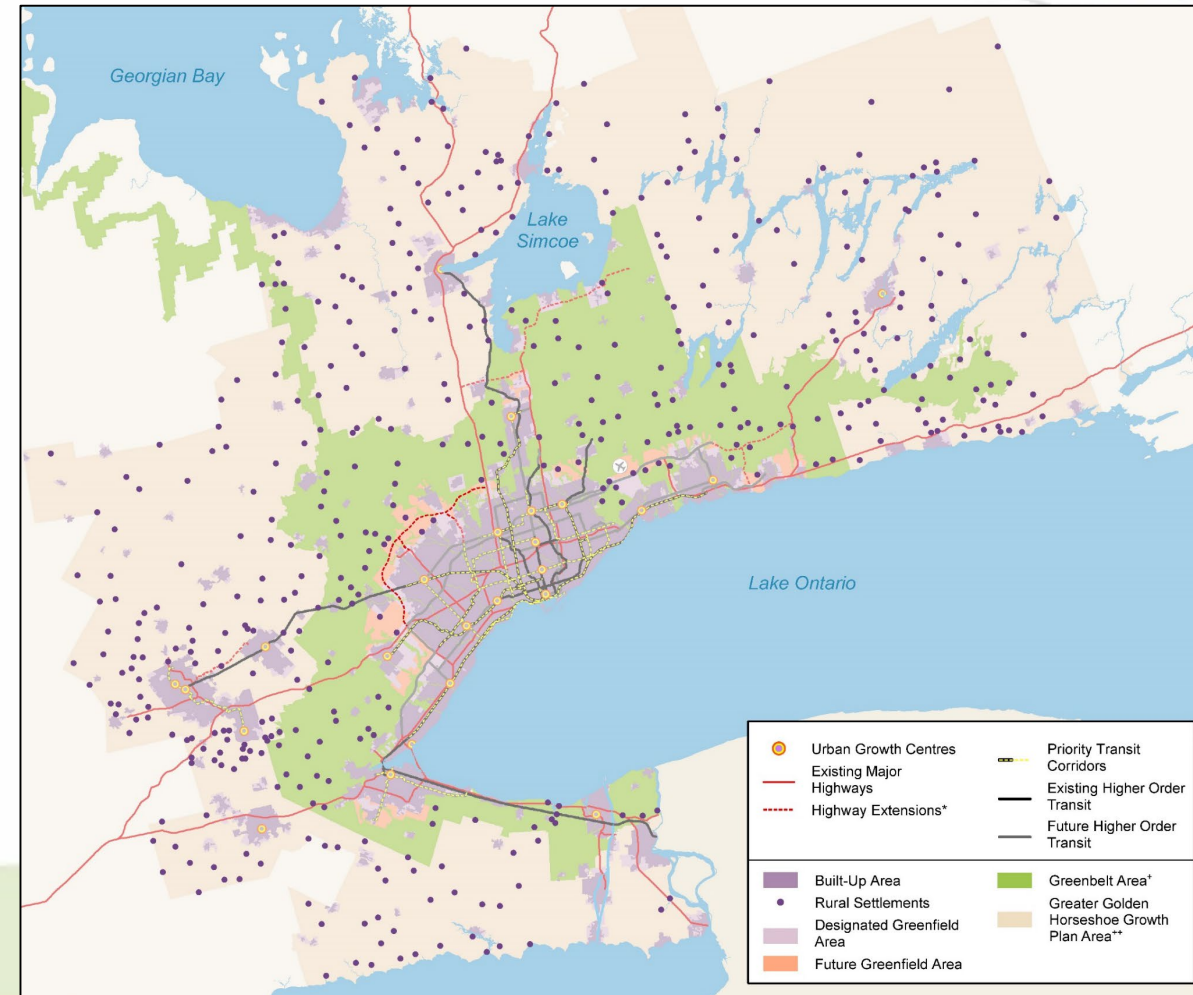 Georgian Bay
Lake
Simcoe
Lake Ontario
Urban Growth Centres
Existing Major
Highways
Highway Extensions*
Priority Transit
Corridors
Existing Higher Order
Transit
Future Higher Order
Transit
Built-Up Area
Rural Settlements
Designated Greenfield
Area
Future Greenfield Area
Greenbelt Area⁺
Greater Golden
Horseshoe Growth
Plan Area⁺⁺